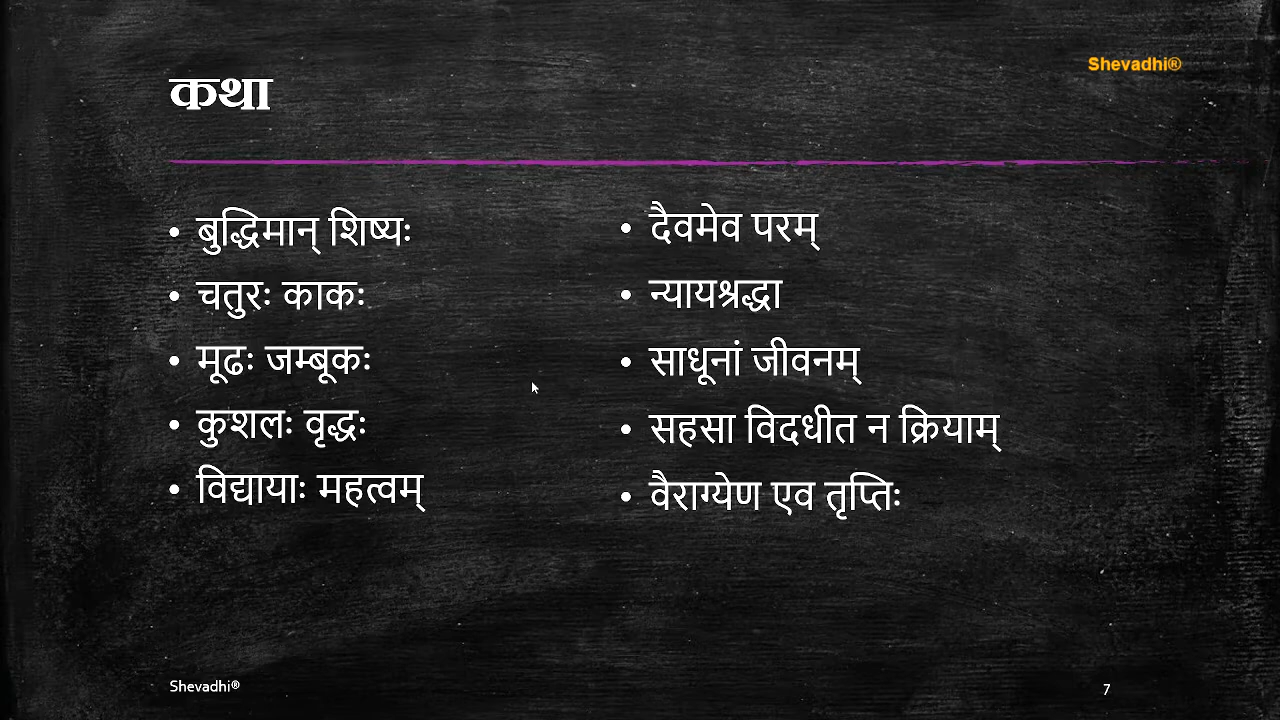 Shevadhi®
कथा
• बुद्धिमान् शिष्यः
• चतुरः काकः
• मूढः जम्बूकः
• कुशलः वृद्धः
• विद्यायाः महत्वम्
• दैवमेव परम्
• न्यायश्रद्धा
• साधूनां जीवनम्
• सहसा विदधीत न क्रियाम्
• वैराग्येण एव तृप्तिः
Shevadhi®
7